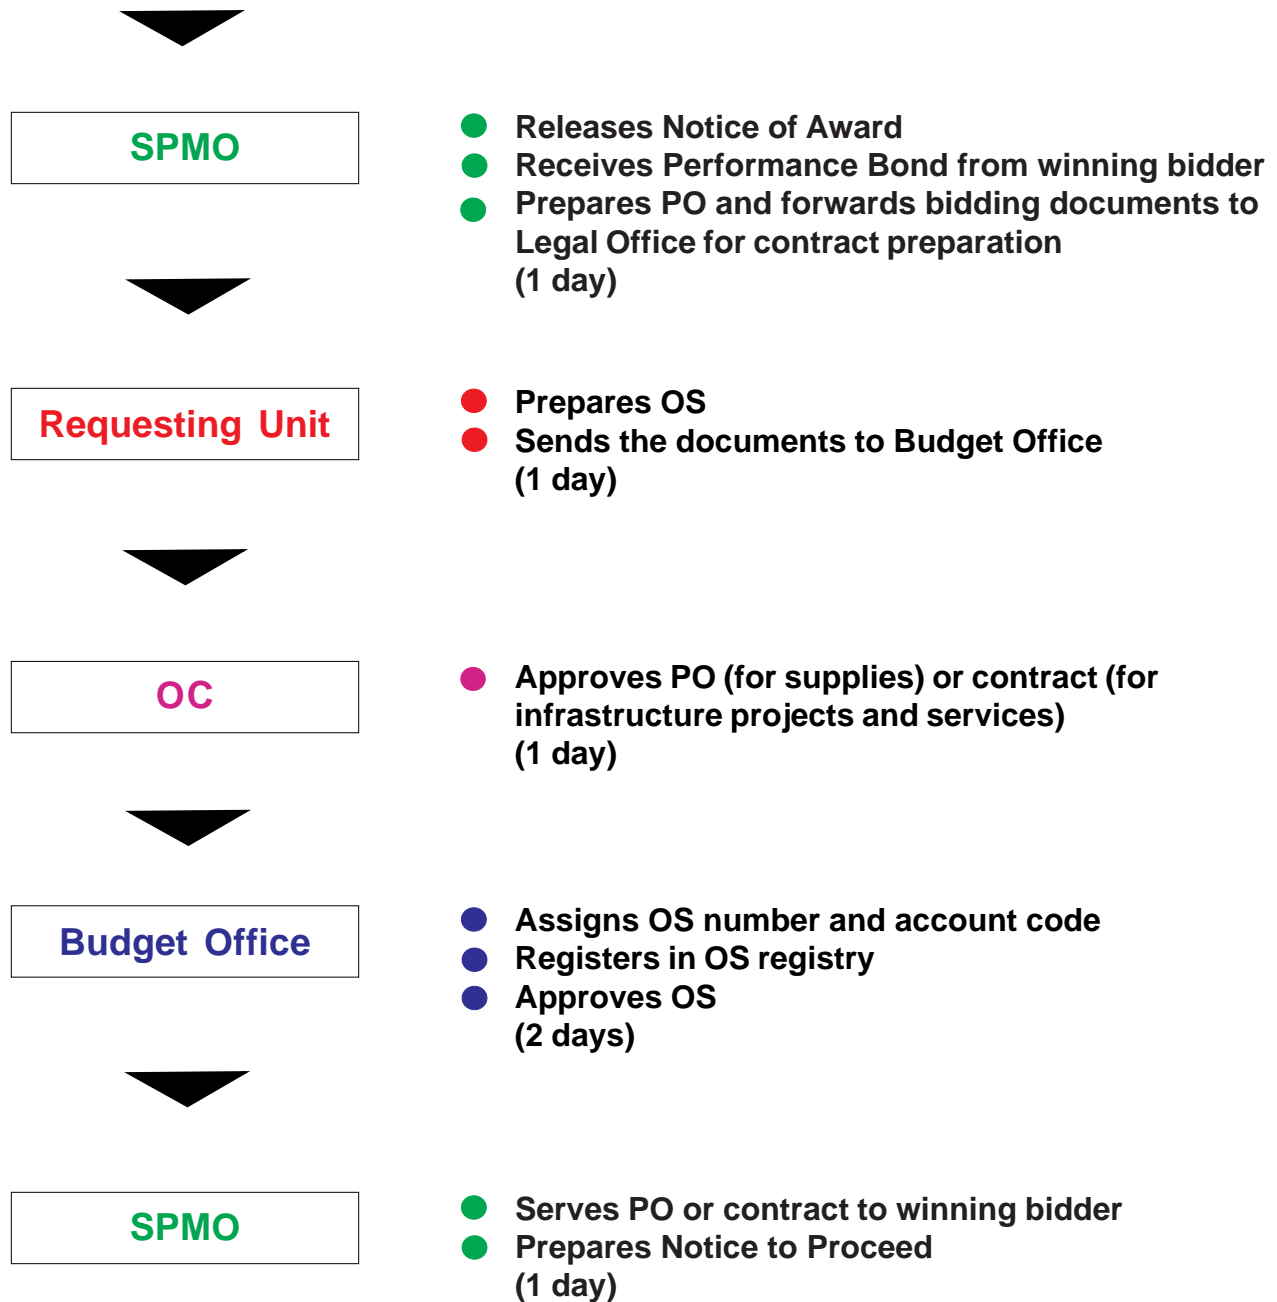 SPMO
Releases Notice of Award
Receives Performance Bond from winning bidder
Prepares PO and forwards bidding documents to
Legal Office for contract preparation
(1 day)
Requesting Unit
Prepares OS
Sends the documents to Budget Office
(1 day)
OC
Approves PO (for supplies) or contract (for
infrastructure projects and services)
(1 day)
Budget Office
Assigns OS number and account code
Registers in OS registry
Approves OS
(2 days)
SPMO
Serves PO or contract to winning bidder
Prepares Notice to Proceed
(1 day)